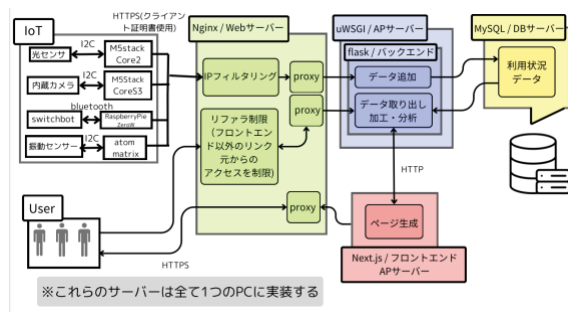 HTTPS(クライアン
ト証明書使用)
IoT
I2C
光センサ
M5stack
Core2
I2C
内蔵カメラ
M5Stack
CoreS3
bluetooth
switchbot
RaspberryPie
ZeroW
I2C
振動センサー
atom
matrix
User
HTTPS
Nginx / Webサーバー
IPフィルタリング
proxy
proxy
リファラ制限
(フロントエン
ド以外のリンク
元からの
アクセスを制限)
proxy
uWSGI / APサーバー
flask / バックエンド
データ追加
データ取り出し
加工・分析
HTTP
ページ生成
Next.js / フロントエンド
APサーバー
MySQL / DBサーバー
利用状況
データ
※これらのサーバーは全て1つのPCに実装する